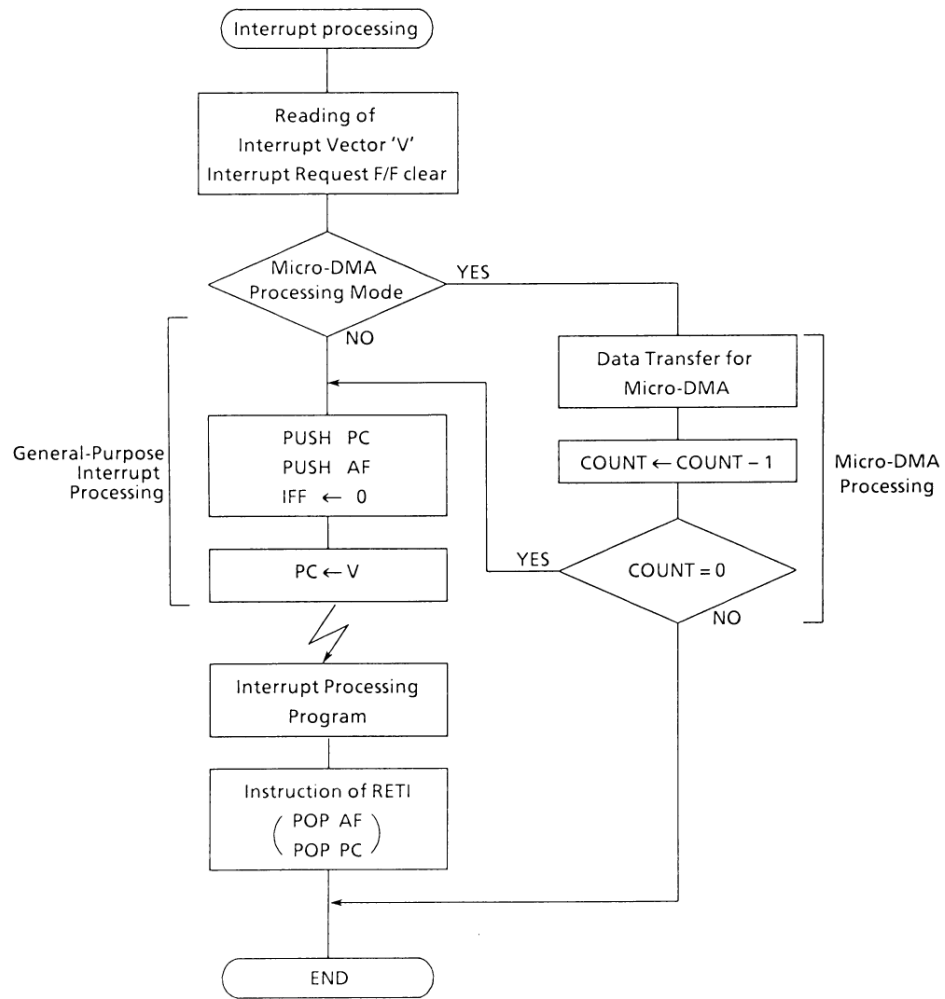 Interrupt processing
Reading of
Interrupt Vector 'V'
Interrupt Request F/F clear
Micro-DMA
Processing Mode
YES
NO
Data Transfer for
Micro-DMA
COUNT ← COUNT – 1
COUNT = 0
YES
NO
Micro-DMA
Processing
General-Purpose
Interrupt
Processing
PUSH PC
PUSH AF
IFF ← 0
PC ← V
Interrupt Processing
Program
Instruction of RETI
( POP AF
POP PC )
END